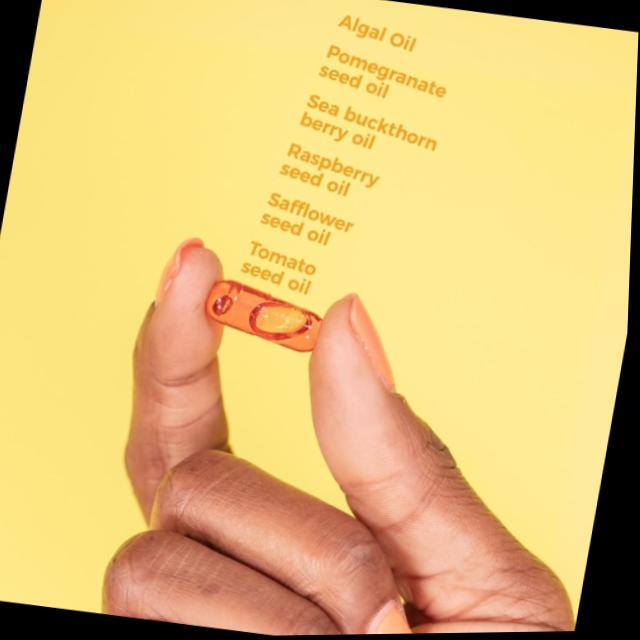 Algal Oil
Pomegranate
seed oil
Sea buckthorn
berry oil
Raspberry
seed oil
Safflower
seed oil
Tomato
seed oil